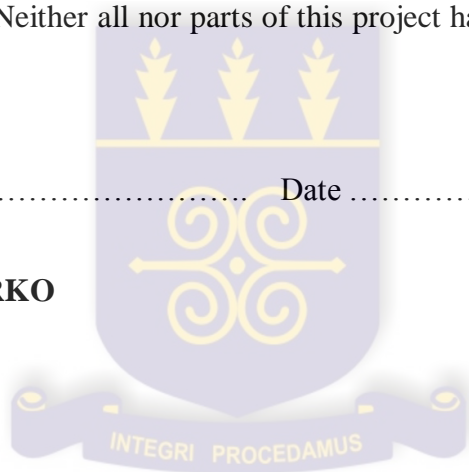 Neither all nor parts of this project ha
........................ Date ............
RKO
INTEGRI PROCEDAMUS